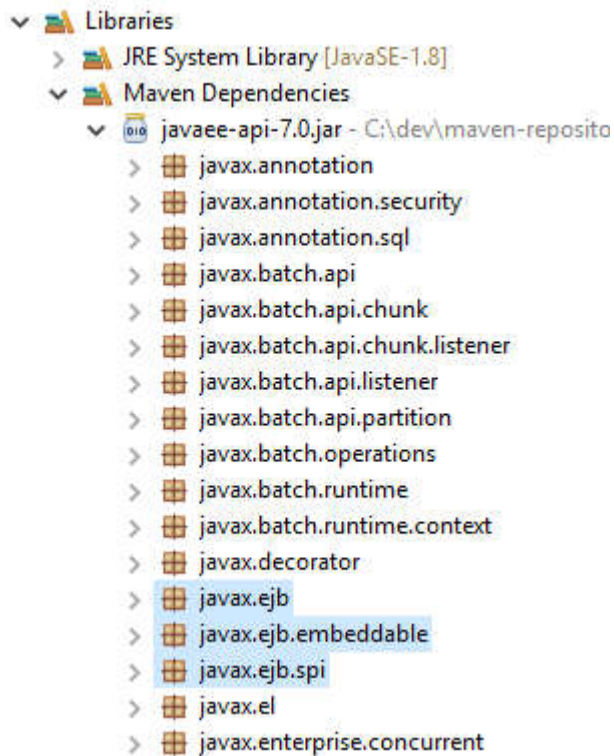 Libraries
JRE System Library [JavaSE-1.8]
Maven Dependencies
javaee-api-7.0.jar - C:\dev\maven-reposito
javax.annotation
javax.annotation.security
javax.annotation.sql
javax.batch.api
javax.batch.api.chunk
javax.batch.api.chunk.listener
javax.batch.api.listener
javax.batch.api.partition
javax.batch.operations
javax.batch.runtime
javax.batch.runtime.context
javax.decorator
javax.ejb
javax.ejb.embeddable
javax.ejb.spi
javax.el
javax.enterprise.concurrent